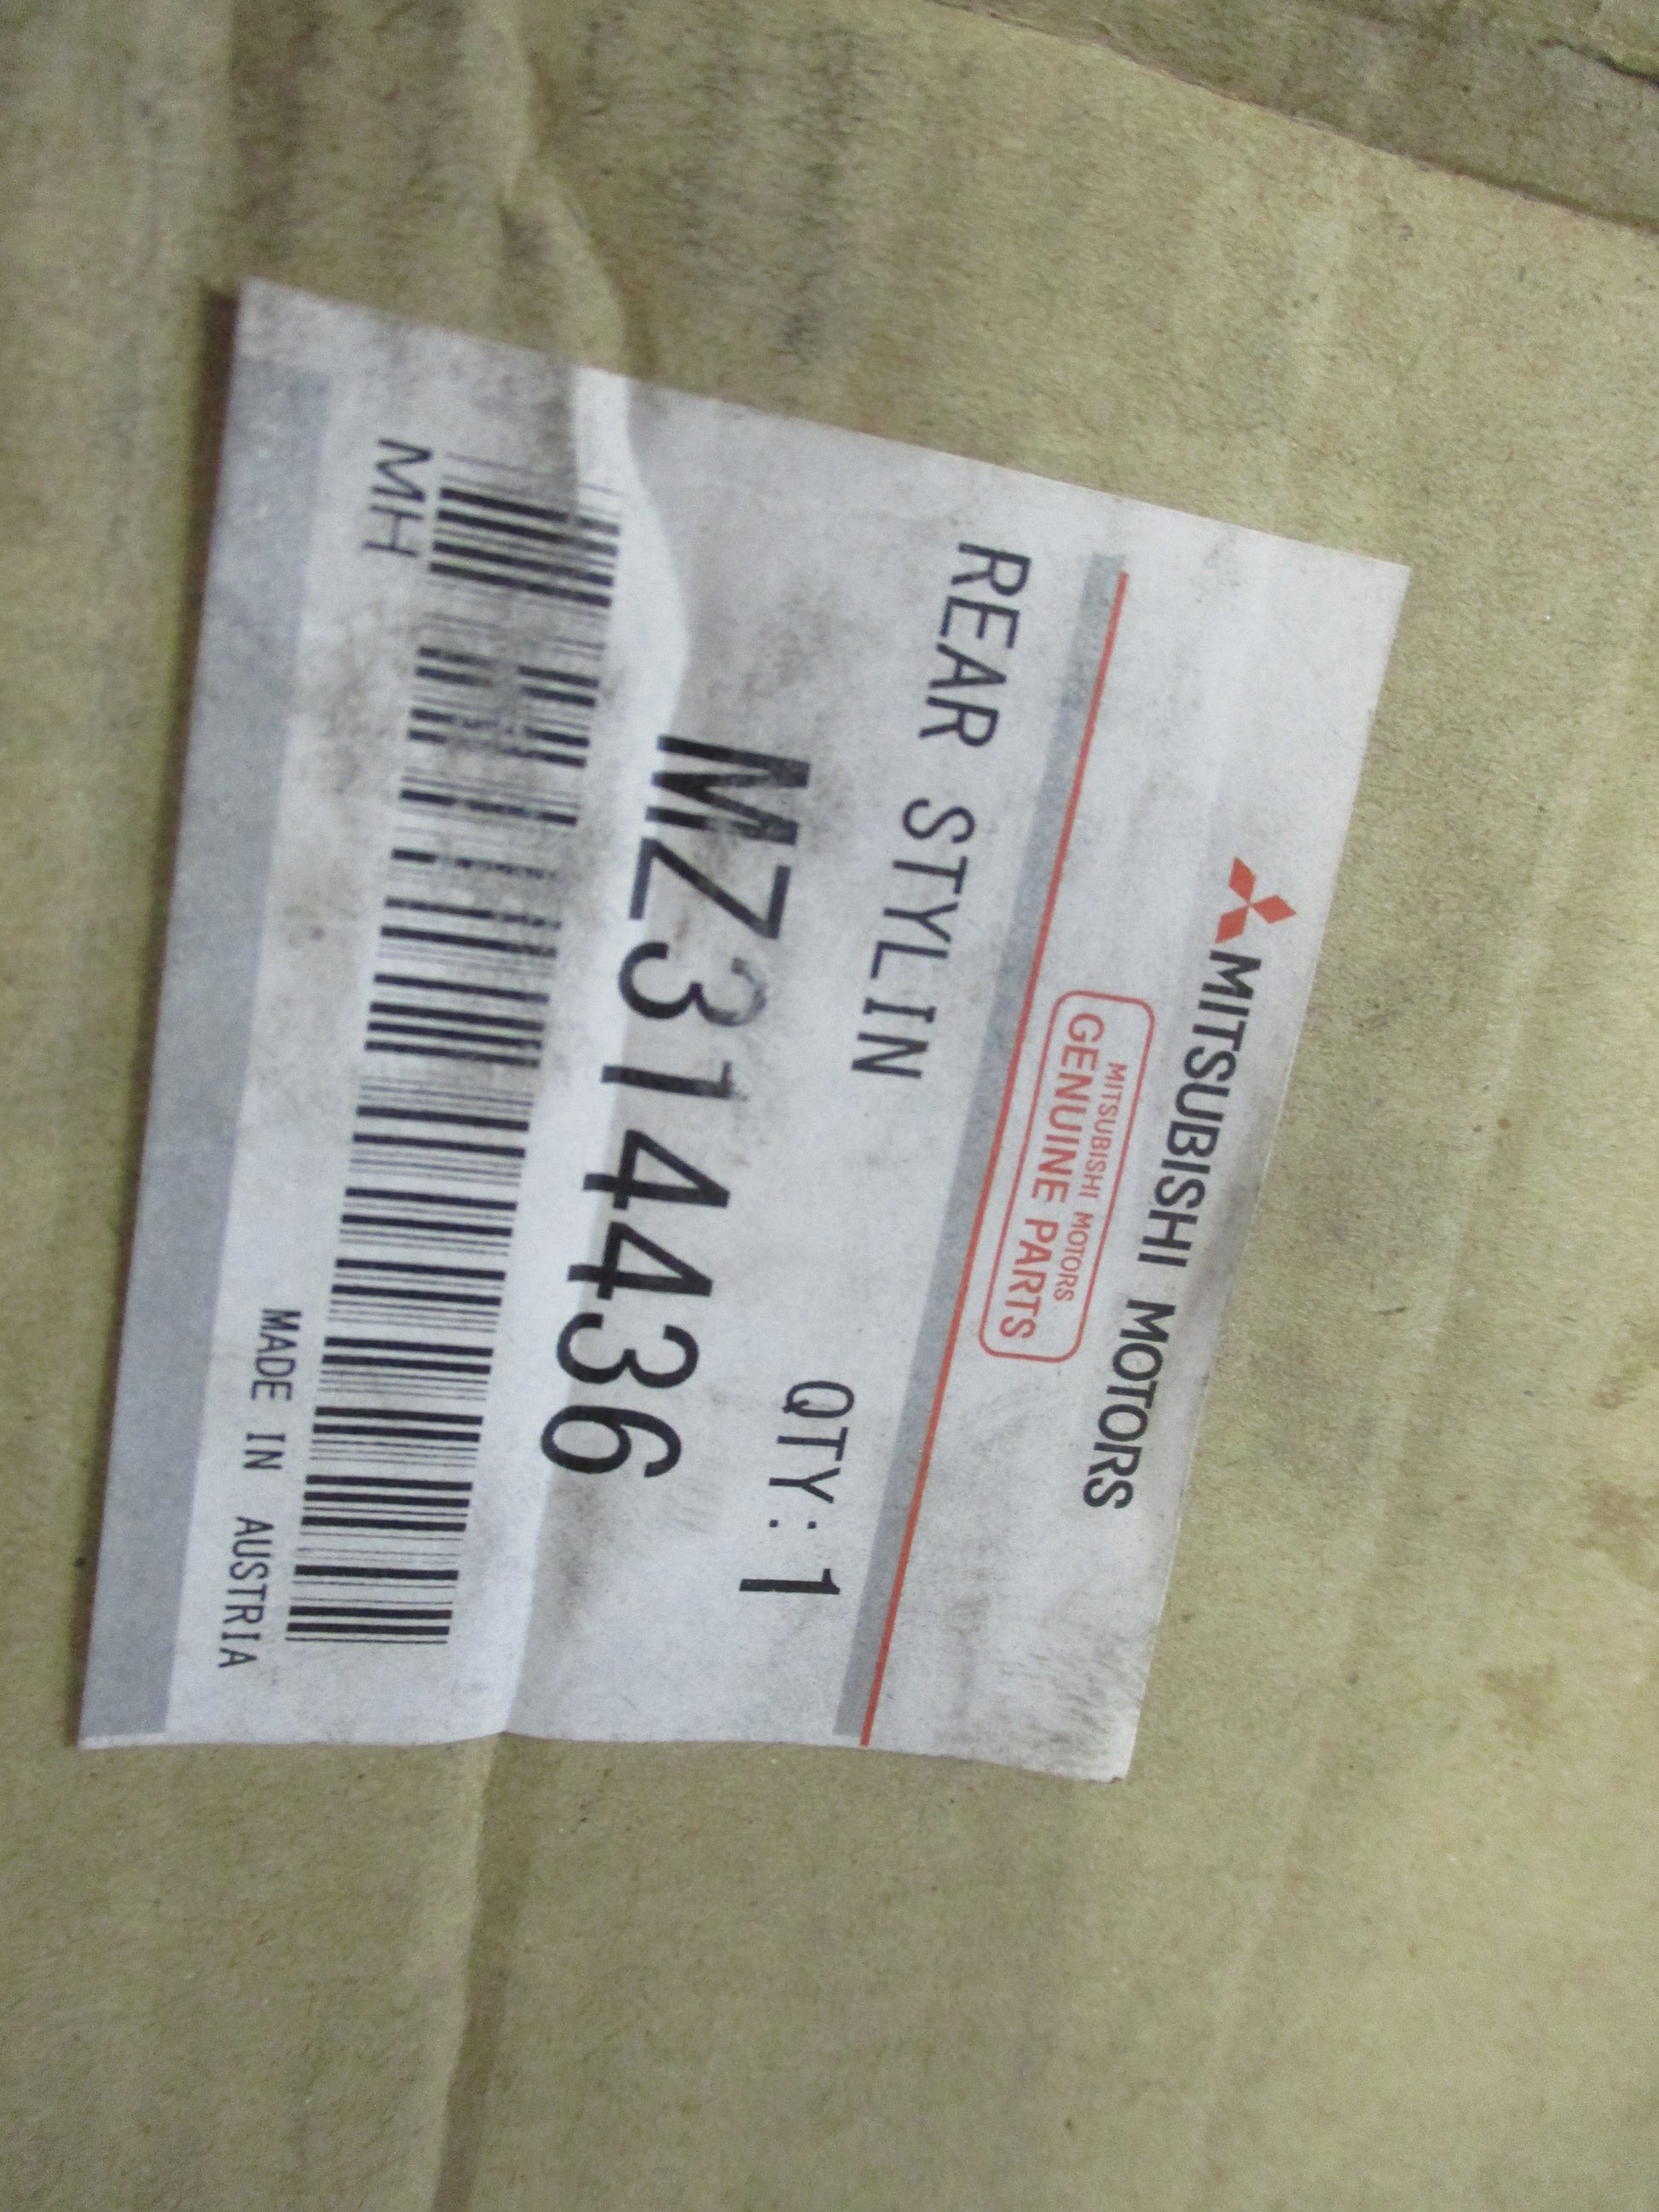 MITSUBISHI MOTORS
MITSUBISHI MOTORS
GENUINE PARTS
REAR STYLIN
QTY:1
MZ314436
MH
MADE IN AUSTRIA